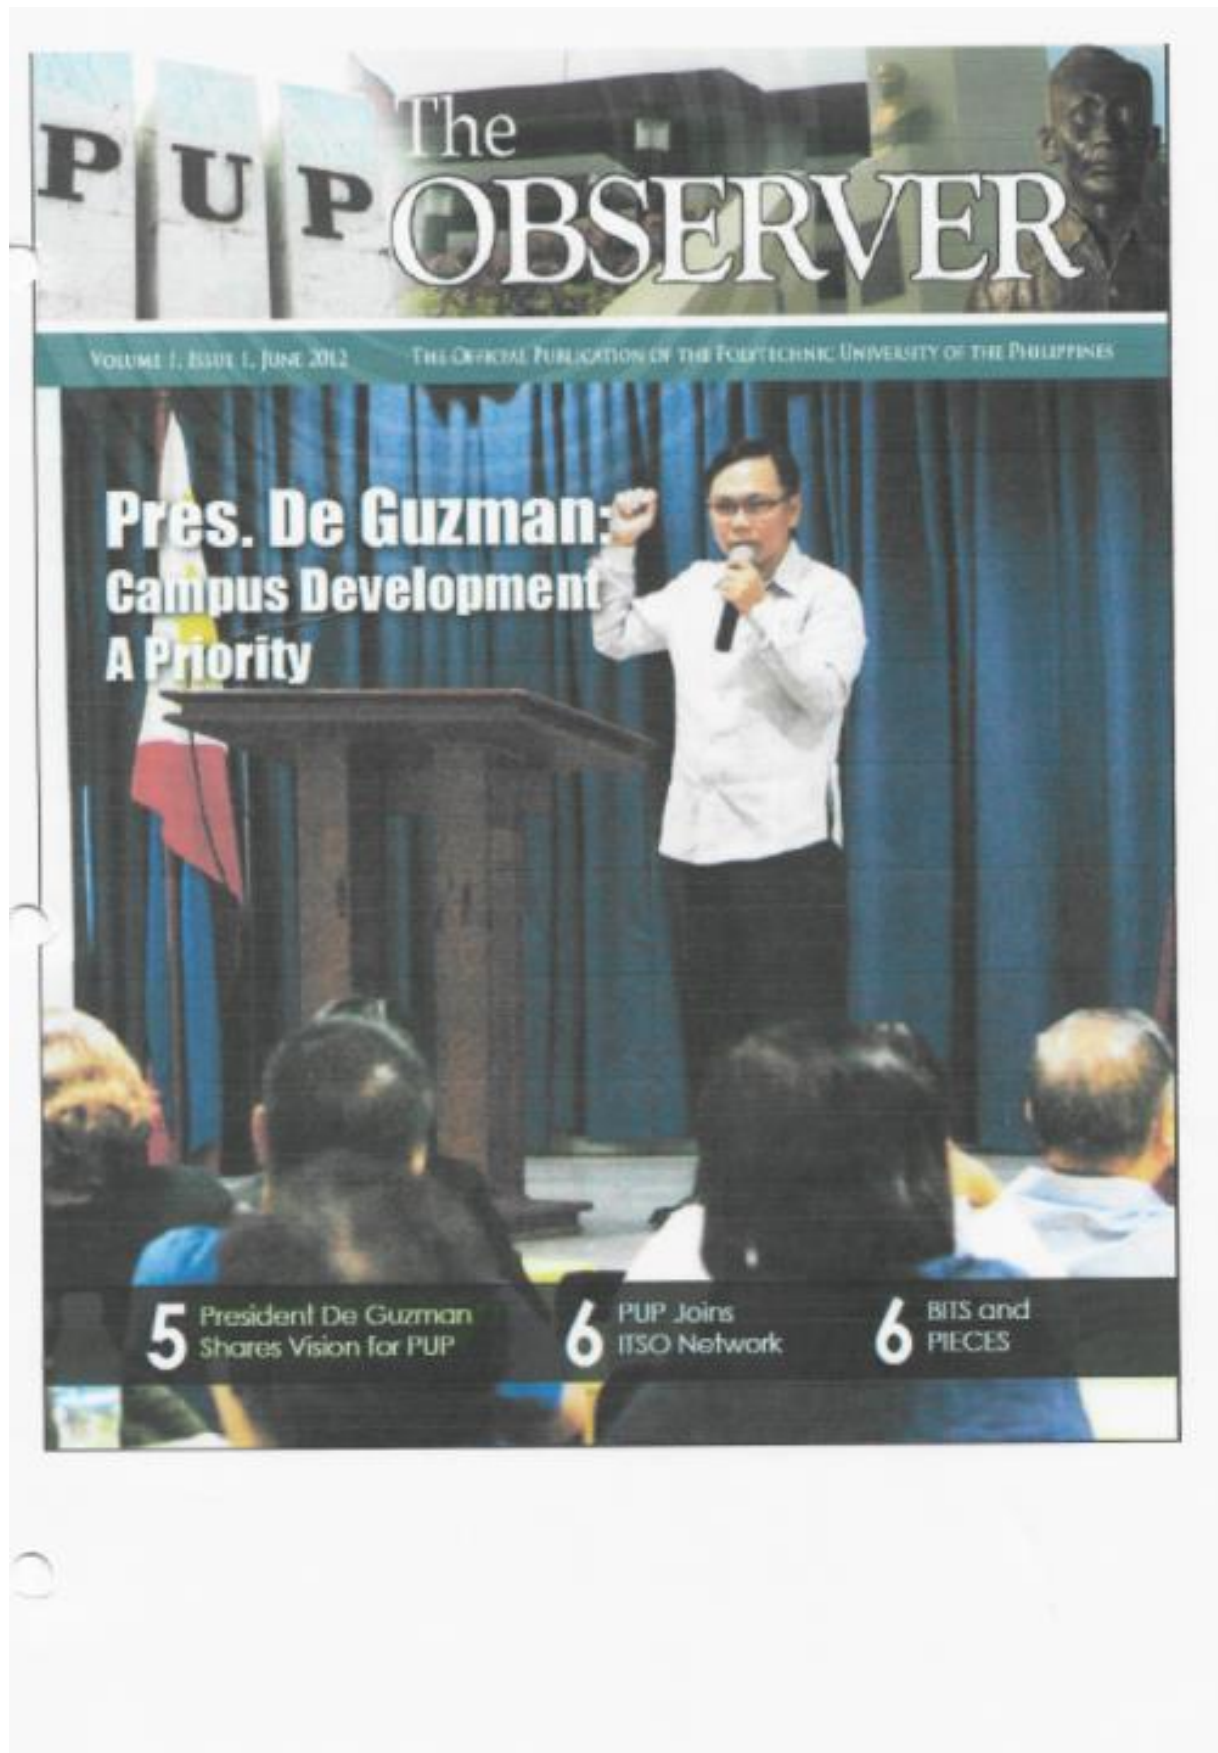 PUP
The
OBSERVER
VOLUME 1, ISSUE 1, JUNE 2012
THE OFFICIAL PUBLICATION OF THE POLYTECHNIC UNIVERSITY OF THE PHILIPPINES
Pres. De Guzman:
Campus Development
A Priority
5
President De Guzman
Shares Vision for PUP
6
PUP Joins
ITSO Network
6
BITS and
PIECES